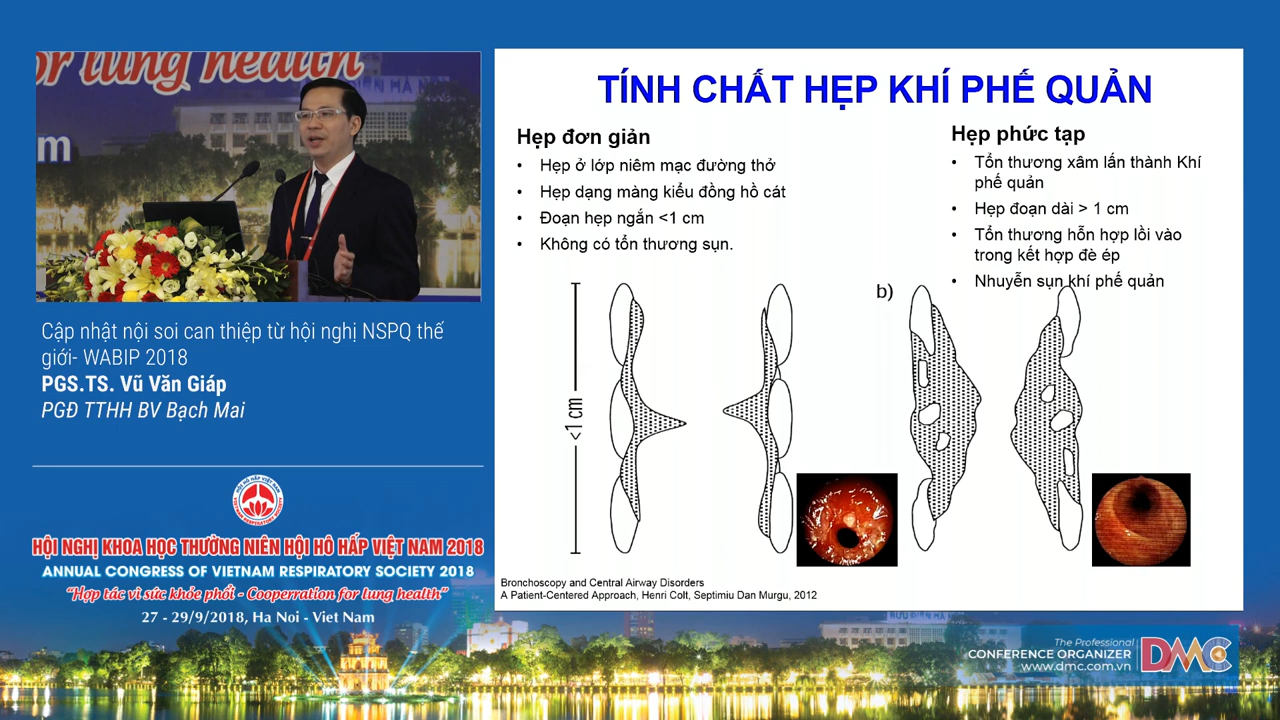 or lung health
m
Cập nhật nội soi can thiệp từ hội nghị NSPQ thế
giới- WABIP 2018
PGS.TS. Vũ Văn Giáp
PGĐ TTHH BV Bạch Mai
HỘI NGHỊ KHOA HỌC THƯỜNG NIÊN HỘI HÔ HẤP VIỆT NAM 2018
ANNUAL CONGRESS OF VIETNAM RESPIRATORY SOCIETY 2018
“Hợp tác vì sức khỏe phổi - Cooperration for lung health”
27 - 29/9/2018, Ha Noi - Viet Nam
TÍNH CHẤT HẸP KHÍ PHẾ QUẢN
Hẹp đơn giản
• Hẹp ở lớp niêm mạc đường thở
• Hẹp dạng màng kiểu đồng hồ cát
• Đoạn hẹp ngắn <1 cm
• Không có tổn thương sụn.
Hẹp phức tạp
• Tổn thương xâm lấn thành Khí
phế quản
• Hẹp đoạn dài > 1 cm
• Tổn thương hỗn hợp lồi vào
trong kết hợp đè ép
• Nhuyễn sụn khí phế quản
<1 cm
b)
Bronchoscopy and Central Airway Disorders
A Patient-Centered Approach, Henri Colt, Septimiu Dan Murgu, 2012
The Professional
CONFERENCE ORGANIZER
www.dmc.com.vn
DMC